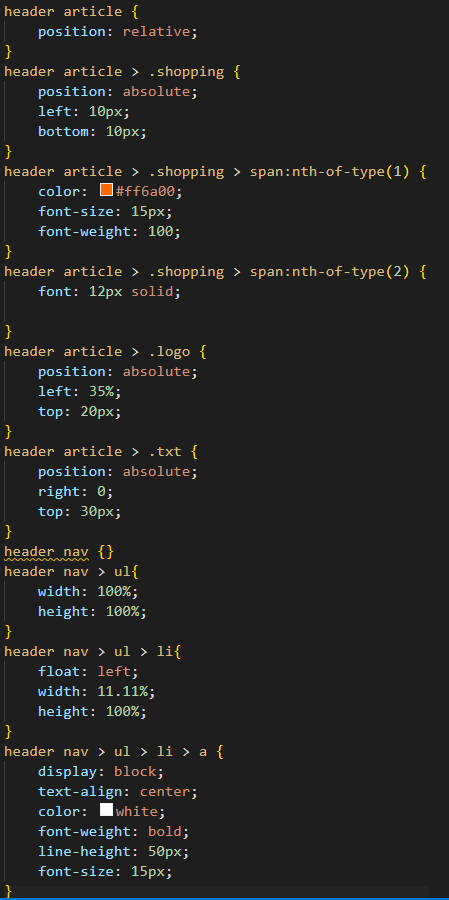 header article {
    position: relative;
}
header article > .shopping {
    position: absolute;
    left: 10px;
    bottom: 10px;
}
header article > .shopping > span:nth-of-type(1) {
    color: #ff6a00;
    font-size: 15px;
    font-weight: 100;
}
header article > .shopping > span:nth-of-type(2) {
    font: 12px solid;

}
header article > .logo {
    position: absolute;
    left: 35%;
    top: 20px;
}
header article > .txt {
    position: absolute;
    right: 0;
    top: 30px;
}
header nav {}
header nav > ul{
    width: 100%;
    height: 100%;
}
header nav > ul > li{
    float: left;
    width: 11.11%;
    height: 100%;
}
header nav > ul > li > a {
    display: block;
    text-align: center;
    color: white;
    font-weight: bold;
    line-height: 50px;
    font-size: 15px;
}